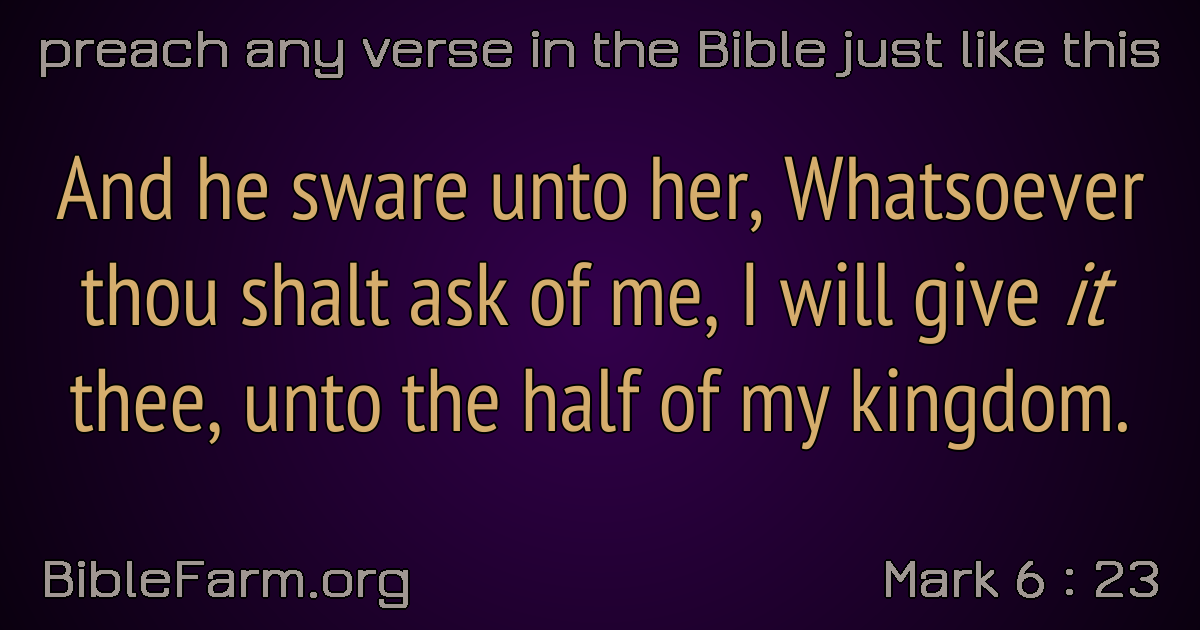 preach any verse in the Bible just like this
And he sware unto her, Whatsoever
thou shalt ask of me, I will give it
thee, unto the half of my kingdom.
BibleFarm.org
Mark 6 : 23